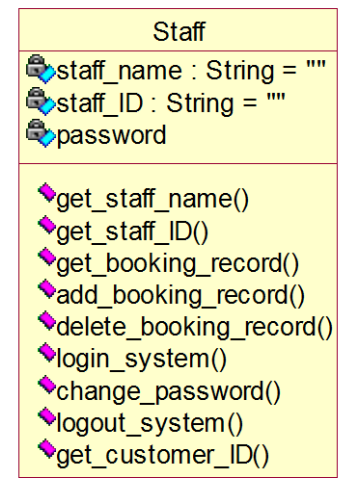 Staff
staff_name : String = ""
staff_ID : String = ""
password
get_staff_name()
get_staff_ID()
get_booking_record()
add_booking_record()
delete_booking_record()
login_system()
change_password()
logout_system()
get_customer_ID()